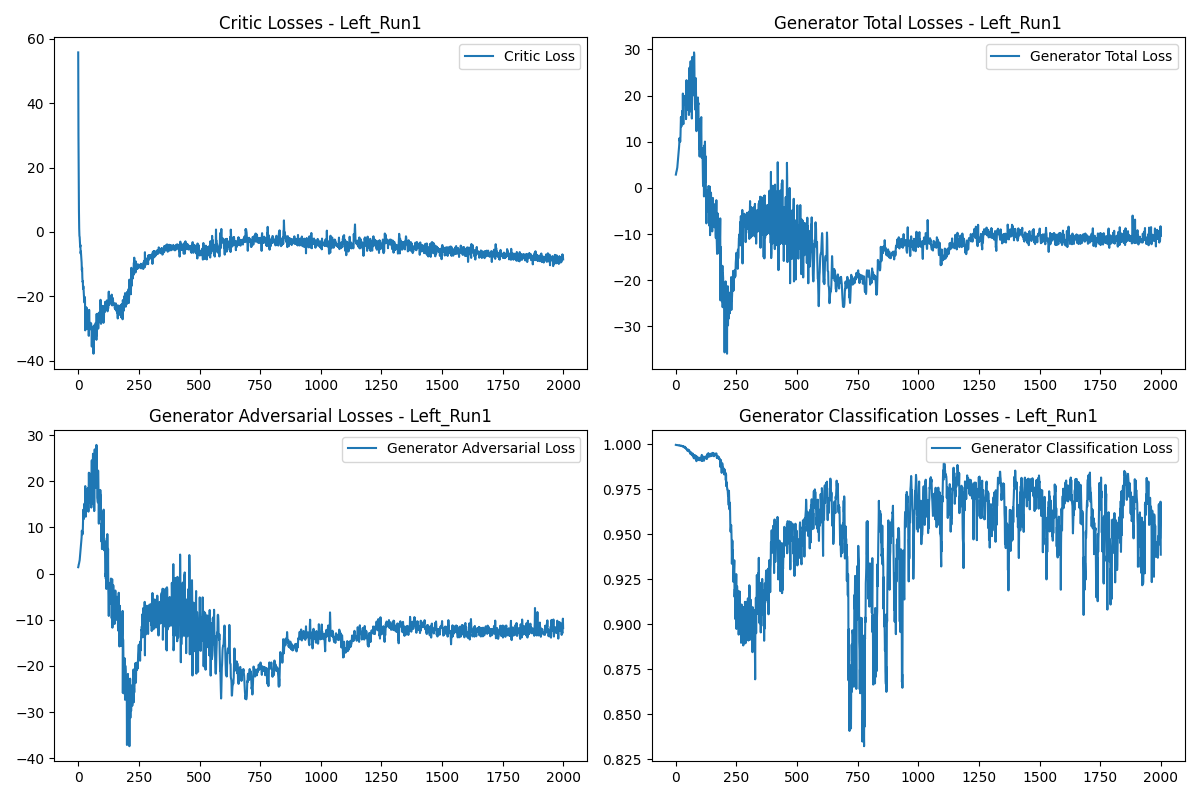 Critic Losses - Left_Run1
60
40
20
0
−20
−40
0 250 500 750 1000 1250 1500 1750 2000
Critic Loss
Generator Total Losses - Left_Run1
30
20
10
0
−10
−20
−30
0 250 500 750 1000 1250 1500 1750 2000
Generator Total Loss
Generator Adversarial Losses - Left_Run1
30
20
10
0
−10
−20
−30
−40
0 250 500 750 1000 1250 1500 1750 2000
Generator Adversarial Loss
Generator Classification Losses - Left_Run1
1.000
0.975
0.950
0.925
0.900
0.875
0.850
0.825
0 250 500 750 1000 1250 1500 1750 2000
Generator Classification Loss